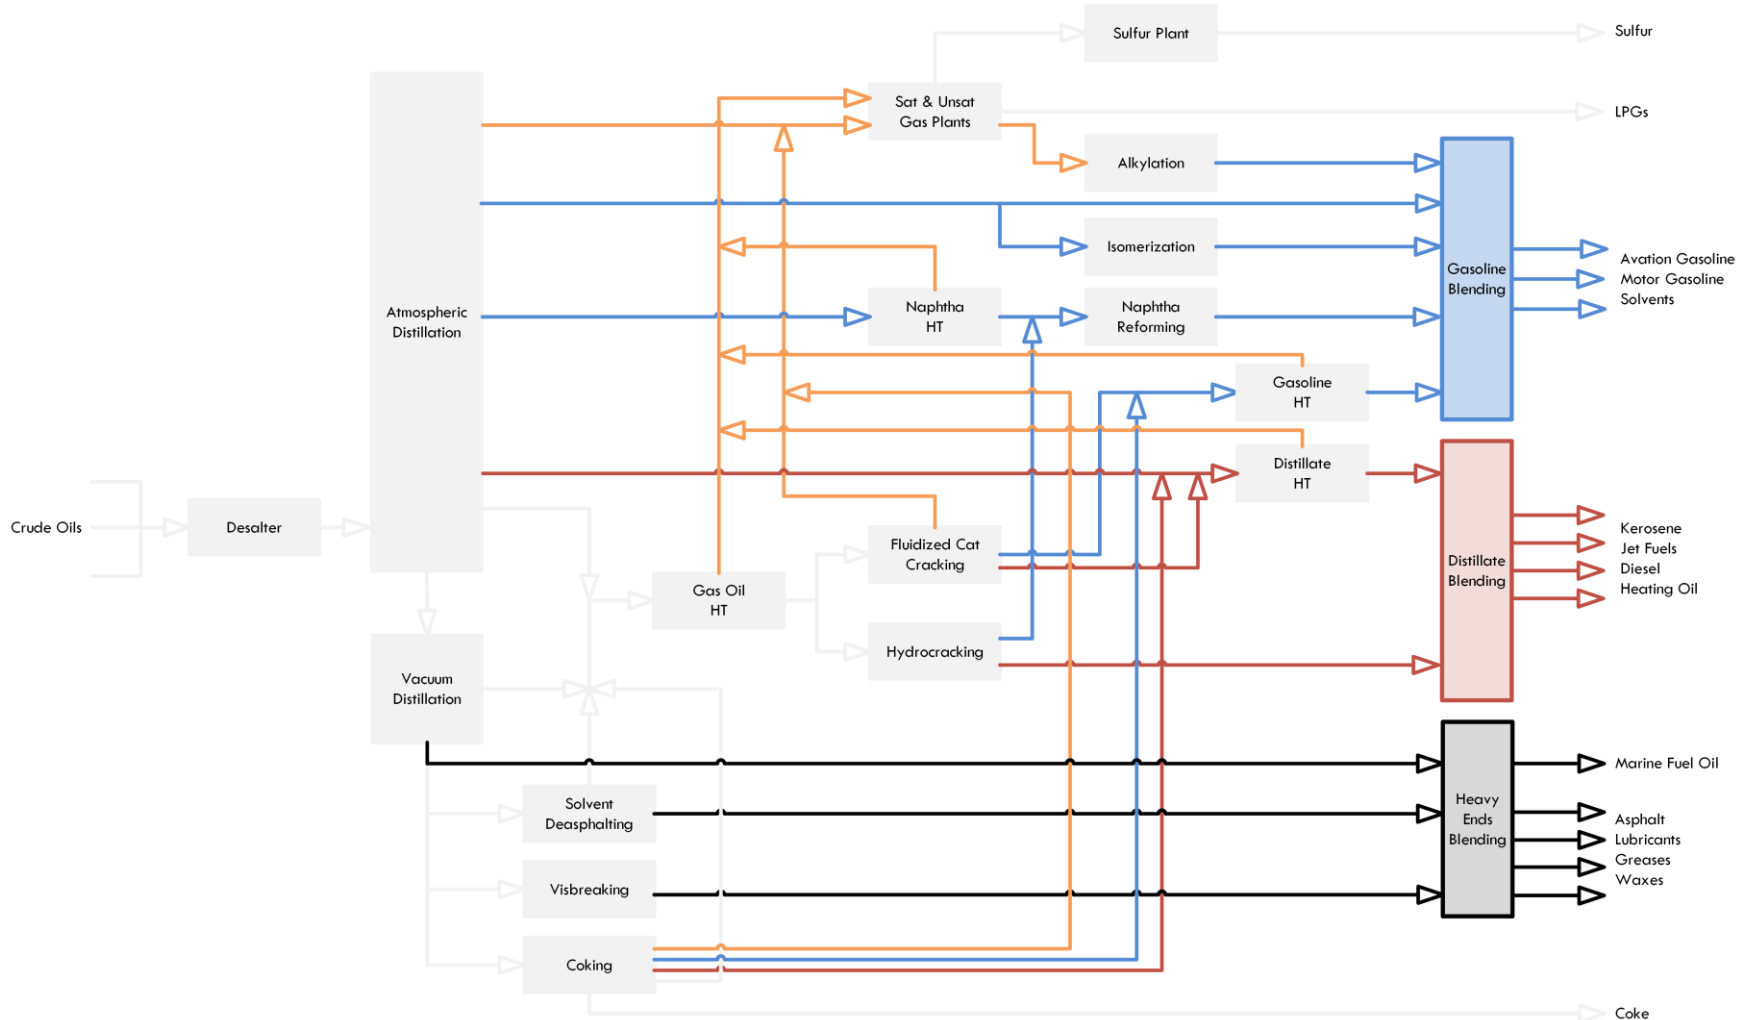 Sulfur Plant
Sulfur
Sat & Unsat
Gas Plants
LPGs
Alkylation
Isomerization
Gasoline
Blending
Avation Gasoline
Motor Gasoline
Solvents
Atmospheric
Distillation
Naphtha
HT
Naphtha
Reforming
Gasoline
HT
Distillate
HT
Crude Oils
Desalter
Fluidized Cat
Cracking
Gas Oil
HT
Hydrocracking
Distillate
Blending
Kerosene
Jet Fuels
Diesel
Heating Oil
Vacuum
Distillation
Marine Fuel Oil
Solvent
Deasphalting
Heavy
Ends
Blending
Asphalt
Lubricants
Greases
Waxes
Visbreaking
Coking
Coke